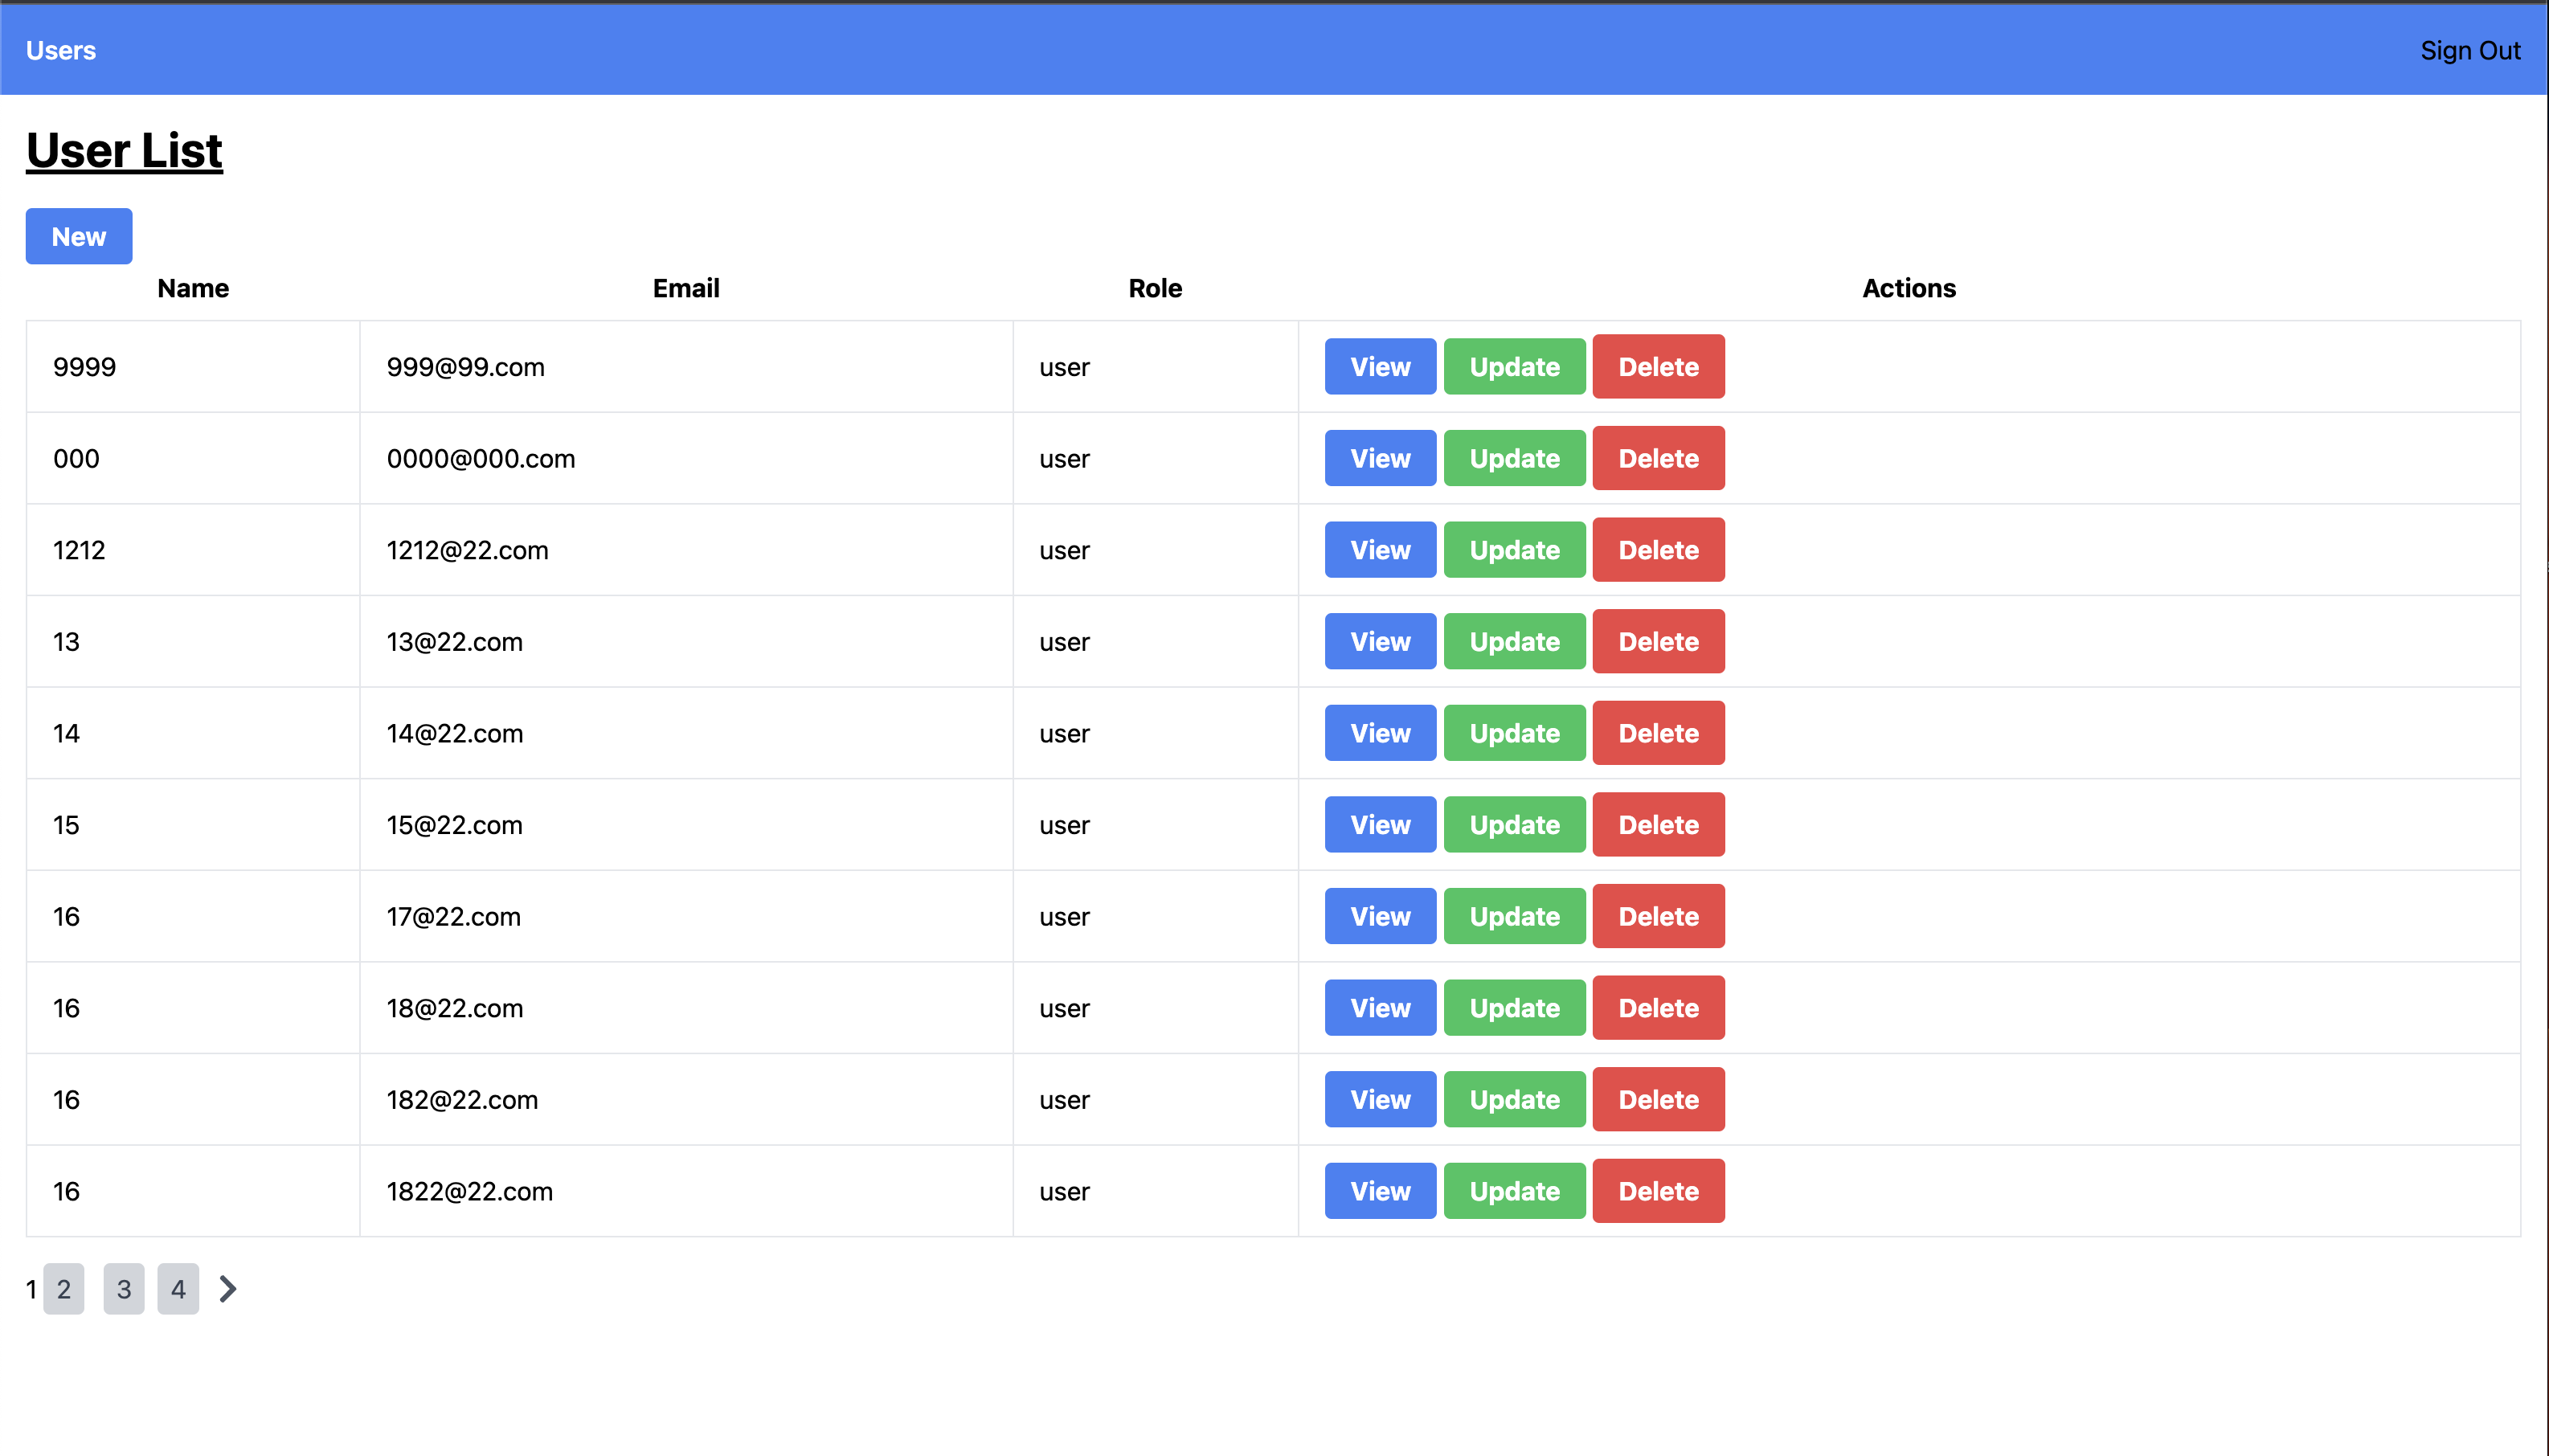 Users Sign Out
User List
New
Name Email Role Actions
9999 999@99.com user View Update Delete
000 0000@000.com user View Update Delete
1212 1212@22.com user View Update Delete
13 13@22.com user View Update Delete
14 14@22.com user View Update Delete
15 15@22.com user View Update Delete
16 17@22.com user View Update Delete
16 18@22.com user View Update Delete
16 182@22.com user View Update Delete
16 1822@22.com user View Update Delete
1 2 3 4